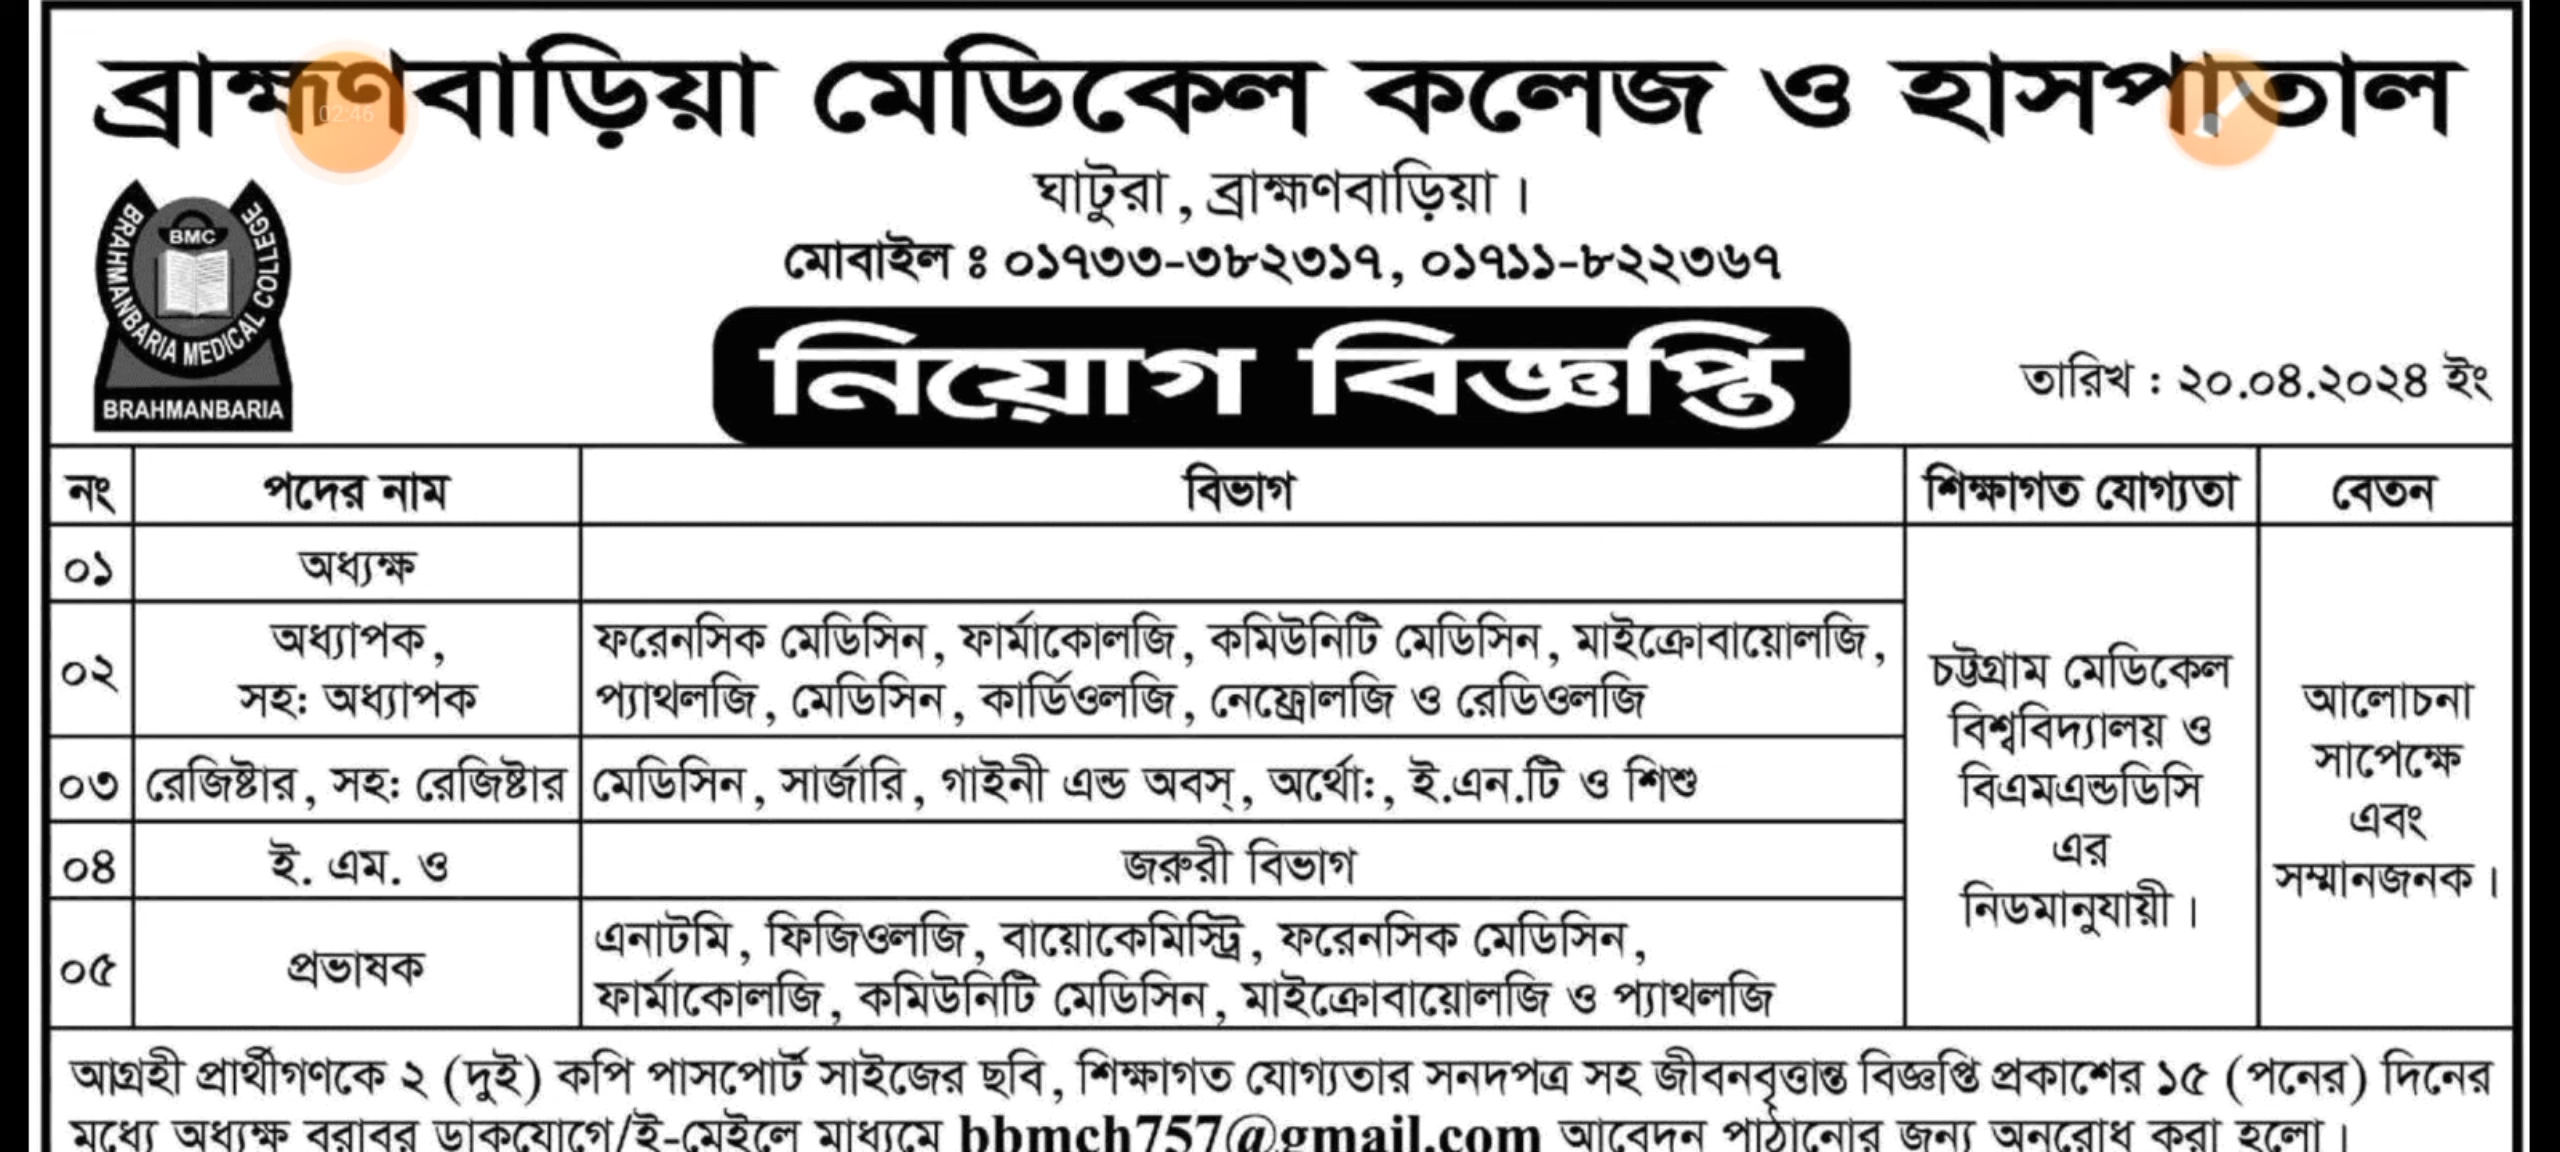 ব্রাহ্মণবাড়িয়া মেডিকেল কলেজ ও হাসপাতাল
02:46
ঘাটুরা, ব্রাহ্মণবাড়িয়া।
মোবাইল ঃ ০১৭৩৩-৩৮২৩১৭, ০১৭১১-৮২২৩৬৭
BMC
BRAHMANBARIA MEDICAL COLLEGE
BRAHMANBARIA
নিয়োগ বিজ্ঞপ্তি
তারিখ : ২০.০৪.২০২৪ ইং
নং পদের নাম বিভাগ শিক্ষাগত যোগ্যতা বেতন
০১ অধ্যক্ষ
০২ অধ্যাপক,
সহ: অধ্যাপক
ফরেনসিক মেডিসিন, ফার্মাকোলজি, কমিউনিটি মেডিসিন, মাইক্রোবায়োলজি,
প্যাথলজি, মেডিসিন, কার্ডিওলজি, নেফ্রোলজি ও রেডিওলজি
০৩ রেজিষ্টার, সহ: রেজিষ্টার মেডিসিন, সার্জারি, গাইনী এন্ড অবস্, অর্থো:, ই.এন.টি ও শিশু
০৪ ই. এম. ও জরুরী বিভাগ
০৫ প্রভাষক
এনাটমি, ফিজিওলজি, বায়োকেমিস্ট্রি, ফরেনসিক মেডিসিন,
ফার্মাকোলজি, কমিউনিটি মেডিসিন, মাইক্রোবায়োলজি ও প্যাথলজি
চট্টগ্রাম মেডিকেল
বিশ্ববিদ্যালয় ও
বিএমএন্ডডিসি
এর
নিডমানুযায়ী।
আলোচনা
সাপেক্ষে
এবং
সম্মানজনক।
আগ্রহী প্রার্থীগণকে ২ (দুই) কপি পাসপোর্ট সাইজের ছবি, শিক্ষাগত যোগ্যতার সনদপত্র সহ জীবনবৃত্তান্ত বিজ্ঞপ্তি প্রকাশের ১৫ (পনের) দিনের
মধ্যে অধ্যক্ষ বরাবর ডাকযোগে/ই-মেইলে মাধ্যমে bbmch757@gmail.com আবেদন পাঠানোর জন্য অনুরোধ করা হলো।